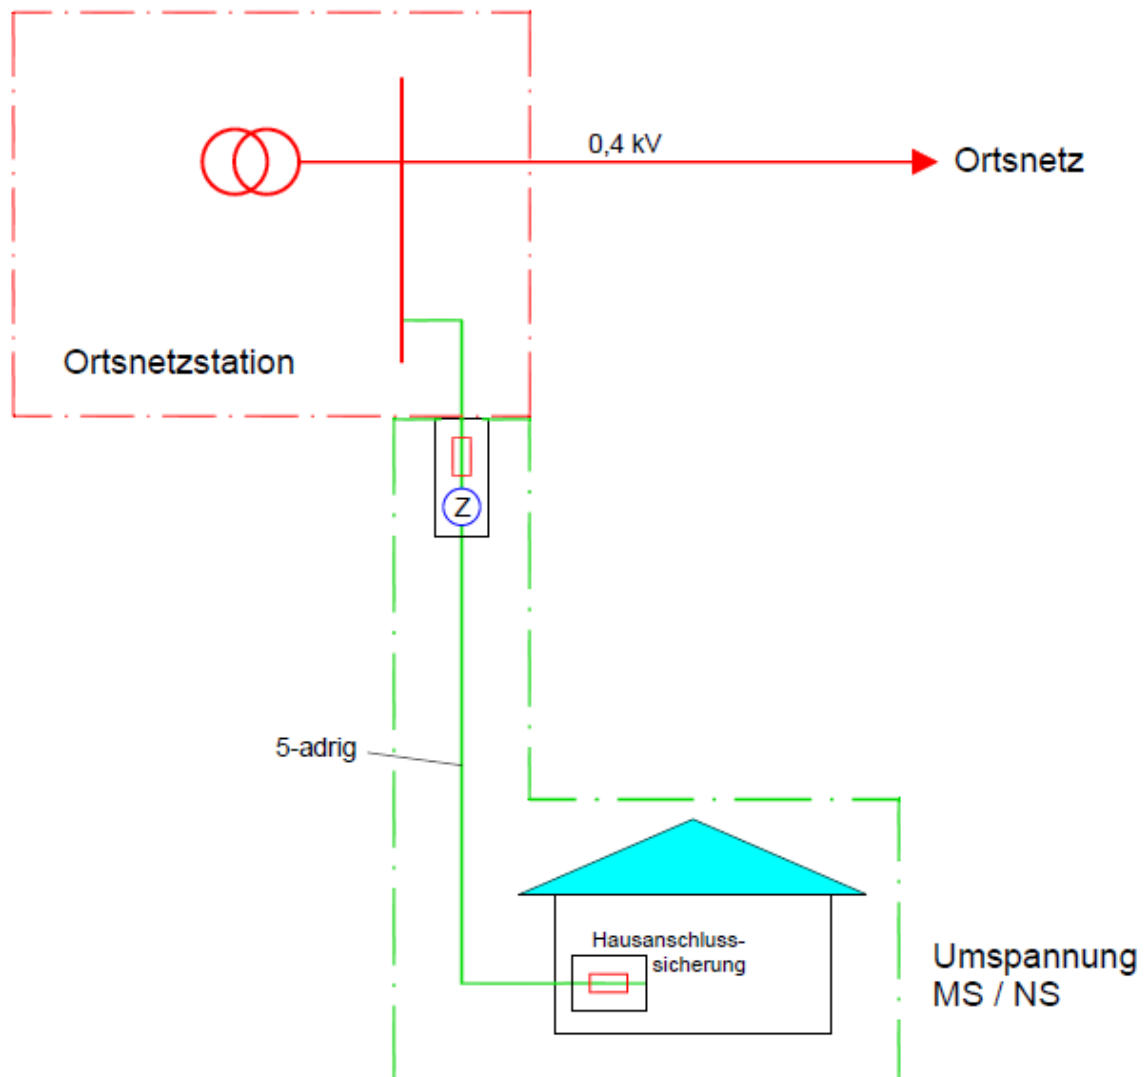 0,4 kV
Ortsnetz
Ortsnetzstation
Z
5-adrig
Hausanschluss-
sicherung
Umspannung
MS / NS